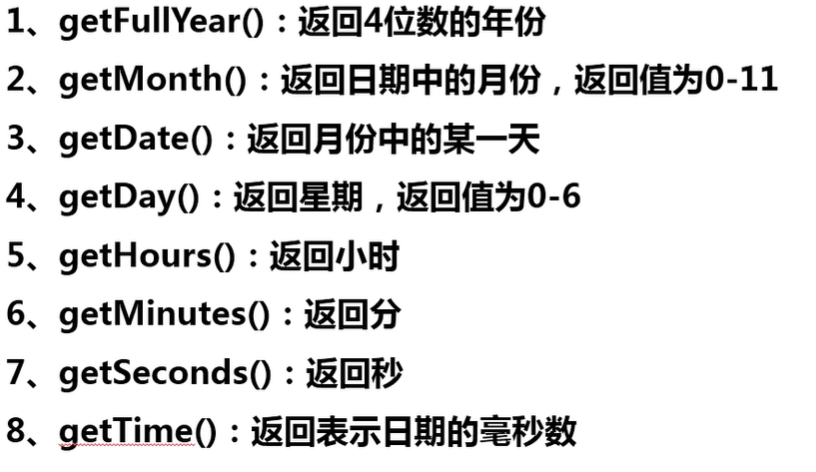 1、getFullYear()：返回4位数的年份
2、getMonth()：返回日期中的月份，返回值为0-11
3、getDate()：返回月份中的某一天
4、getDay()：返回星期，返回值为0-6
5、getHours()：返回小时
6、getMinutes()：返回分
7、getSeconds()：返回秒
8、getTime()：返回表示日期的毫秒数